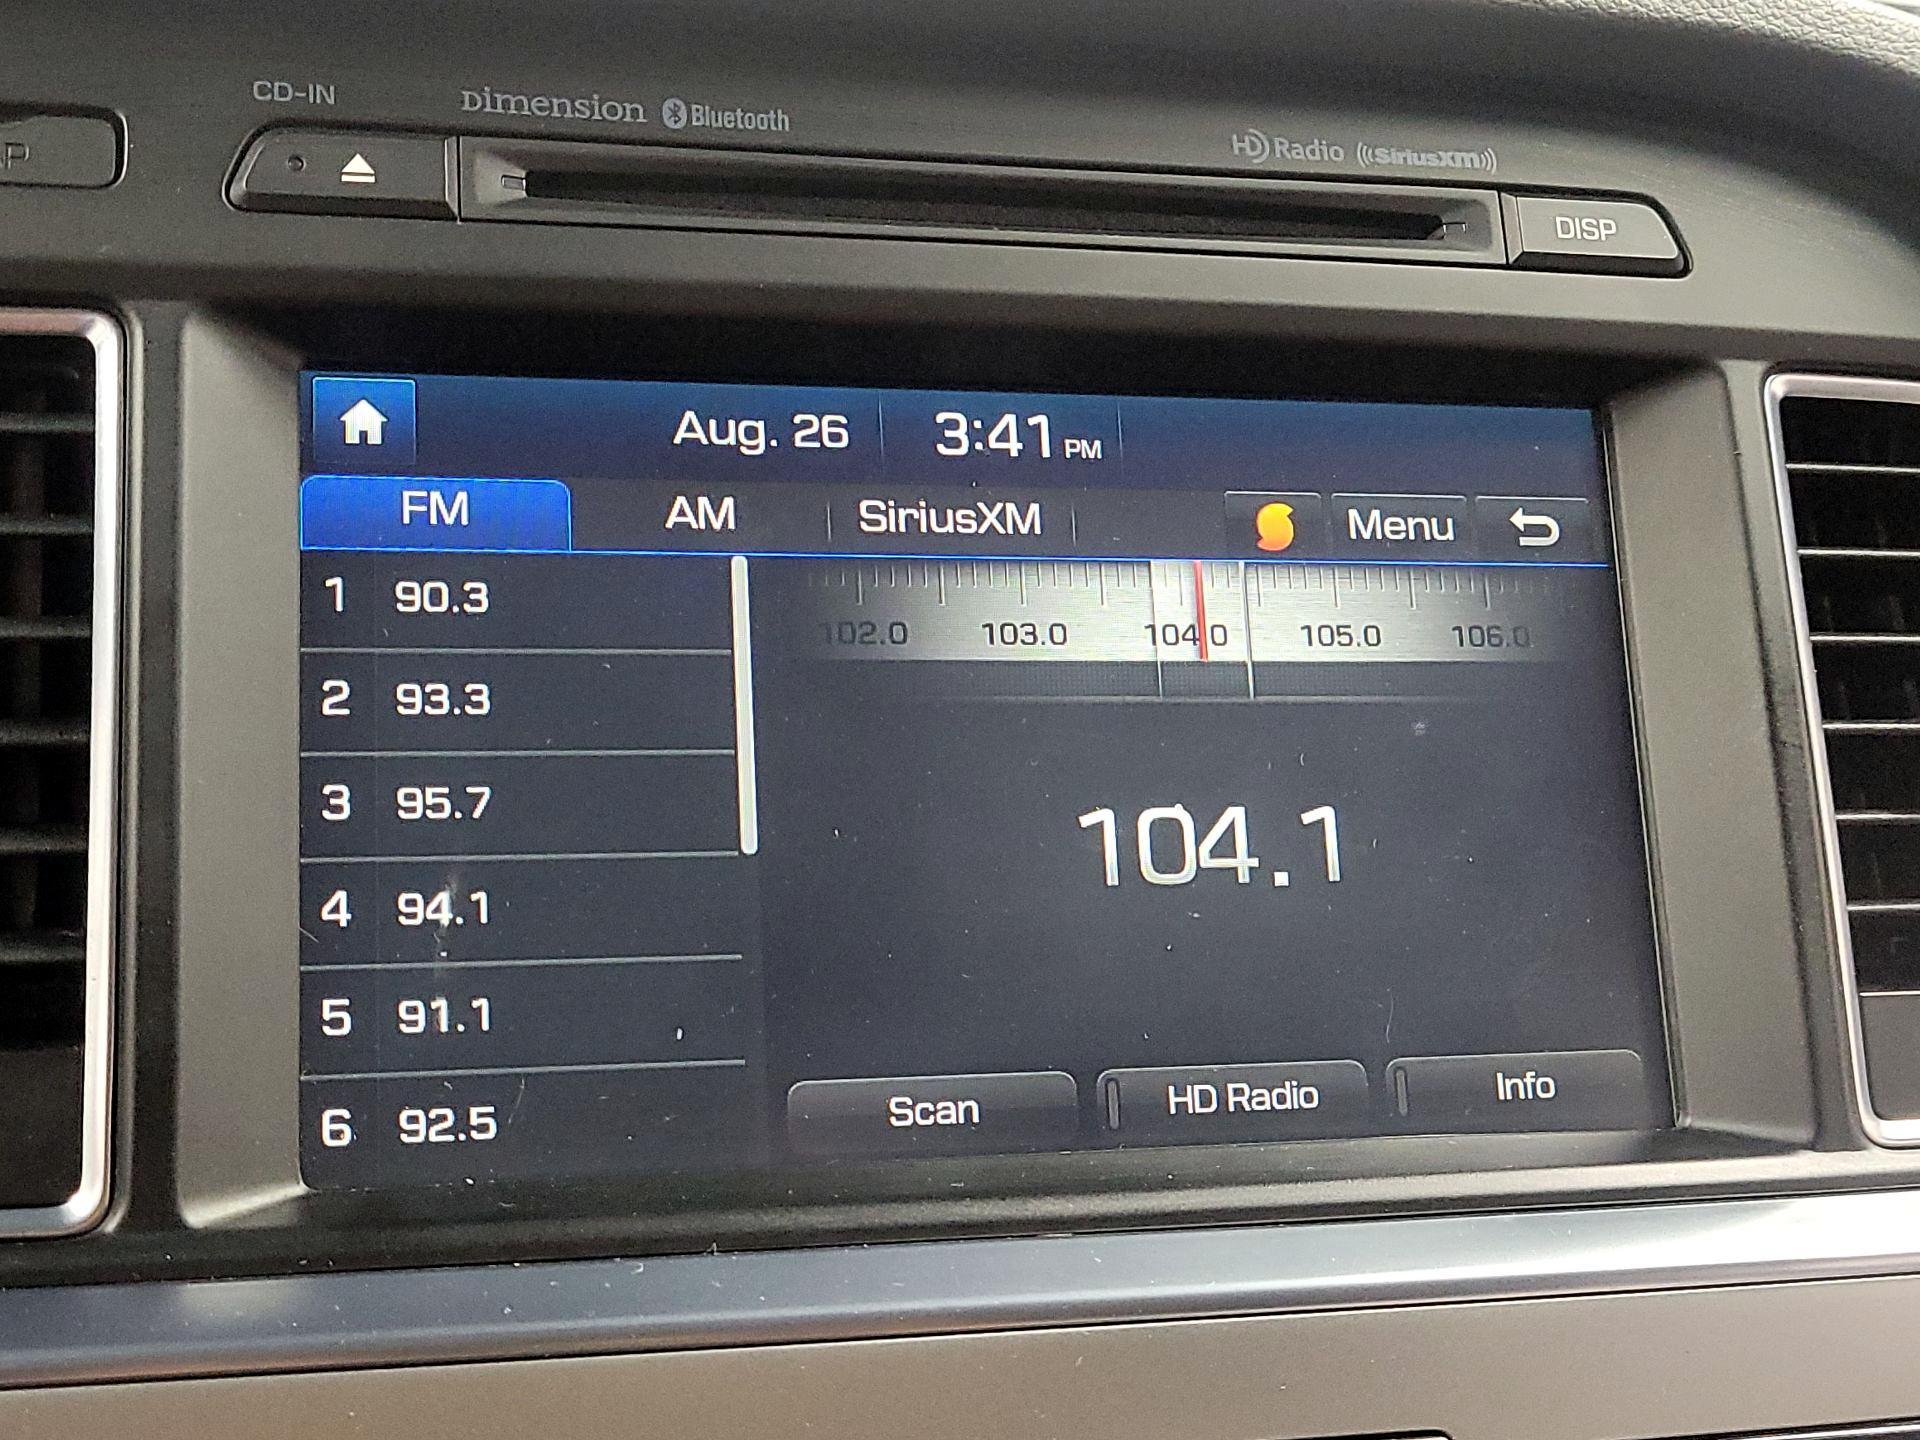 CD-IN
Dimension Bluetooth
HD Radio ((SiriusXM))
AP
DISP
Aug. 26 3:41 PM
FM AM SiriusXM Menu
1 90.3
2 93.3
3 95.7
4 94.1
5 91.1
6 92.5
102.0 103.0 104.0 105.0 106.0
104.1
Scan HD Radio Info